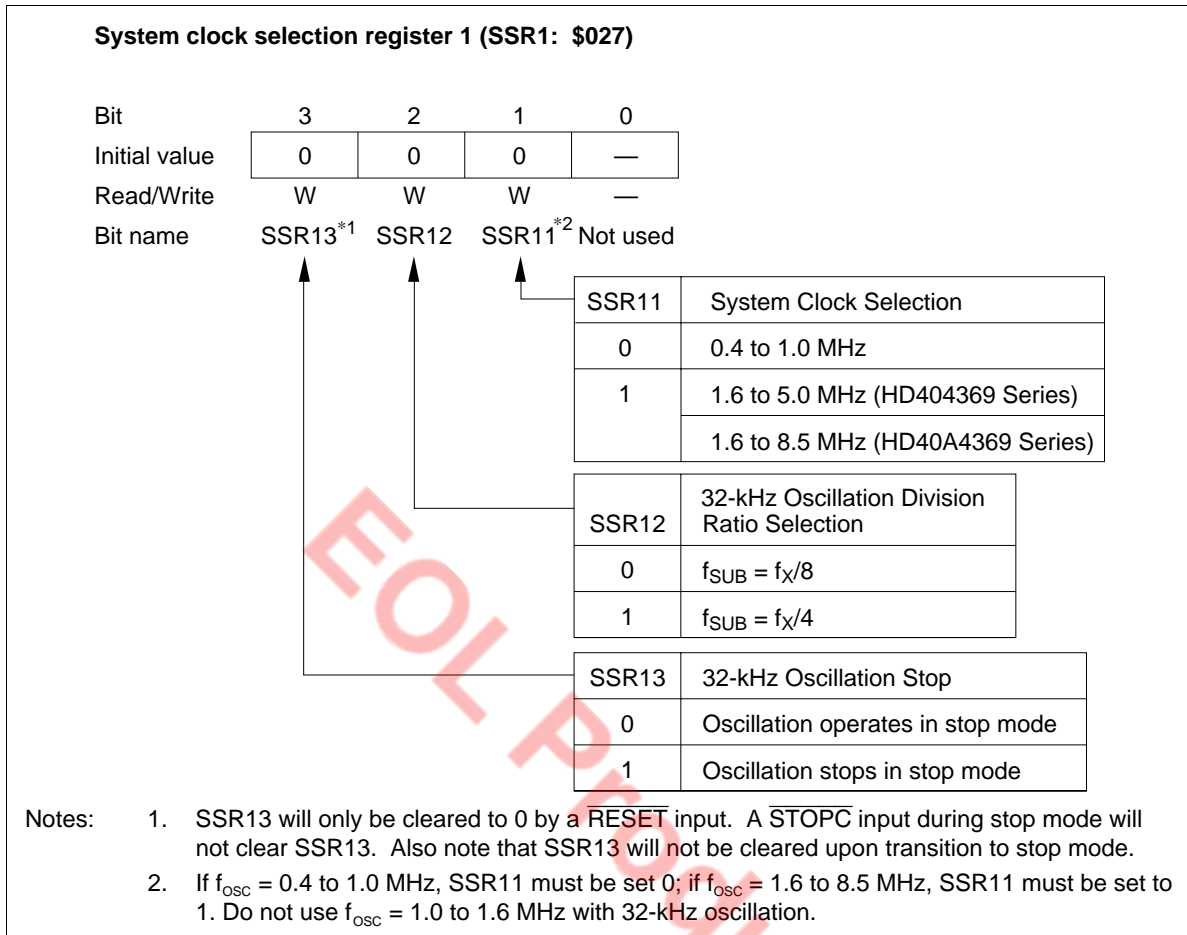 System clock selection register 1 (SSR1: $027)
Bit 3 2 1 0
Initial value 0 0 0 —
Read/Write W W W —
Bit name SSR13*1 SSR12 SSR11*2 Not used
SSR11 System Clock Selection
0 0.4 to 1.0 MHz
1 1.6 to 5.0 MHz (HD404369 Series)
1.6 to 8.5 MHz (HD40A4369 Series)
32-kHz Oscillation Division
SSR12 Ratio Selection
0 fSUB = fX/8
1 fSUB = fX/4
SSR13 32-kHz Oscillation Stop
0 Oscillation operates in stop mode
1 Oscillation stops in stop mode
Notes: 1. SSR13 will only be cleared to 0 by a RESET input. A STOPC input during stop mode will
not clear SSR13. Also note that SSR13 will not be cleared upon transition to stop mode.
2. If fOSC = 0.4 to 1.0 MHz, SSR11 must be set 0; if fOSC = 1.6 to 8.5 MHz, SSR11 must be set to
1. Do not use fOSC = 1.0 to 1.6 MHz with 32-kHz oscillation.
EOL Prod